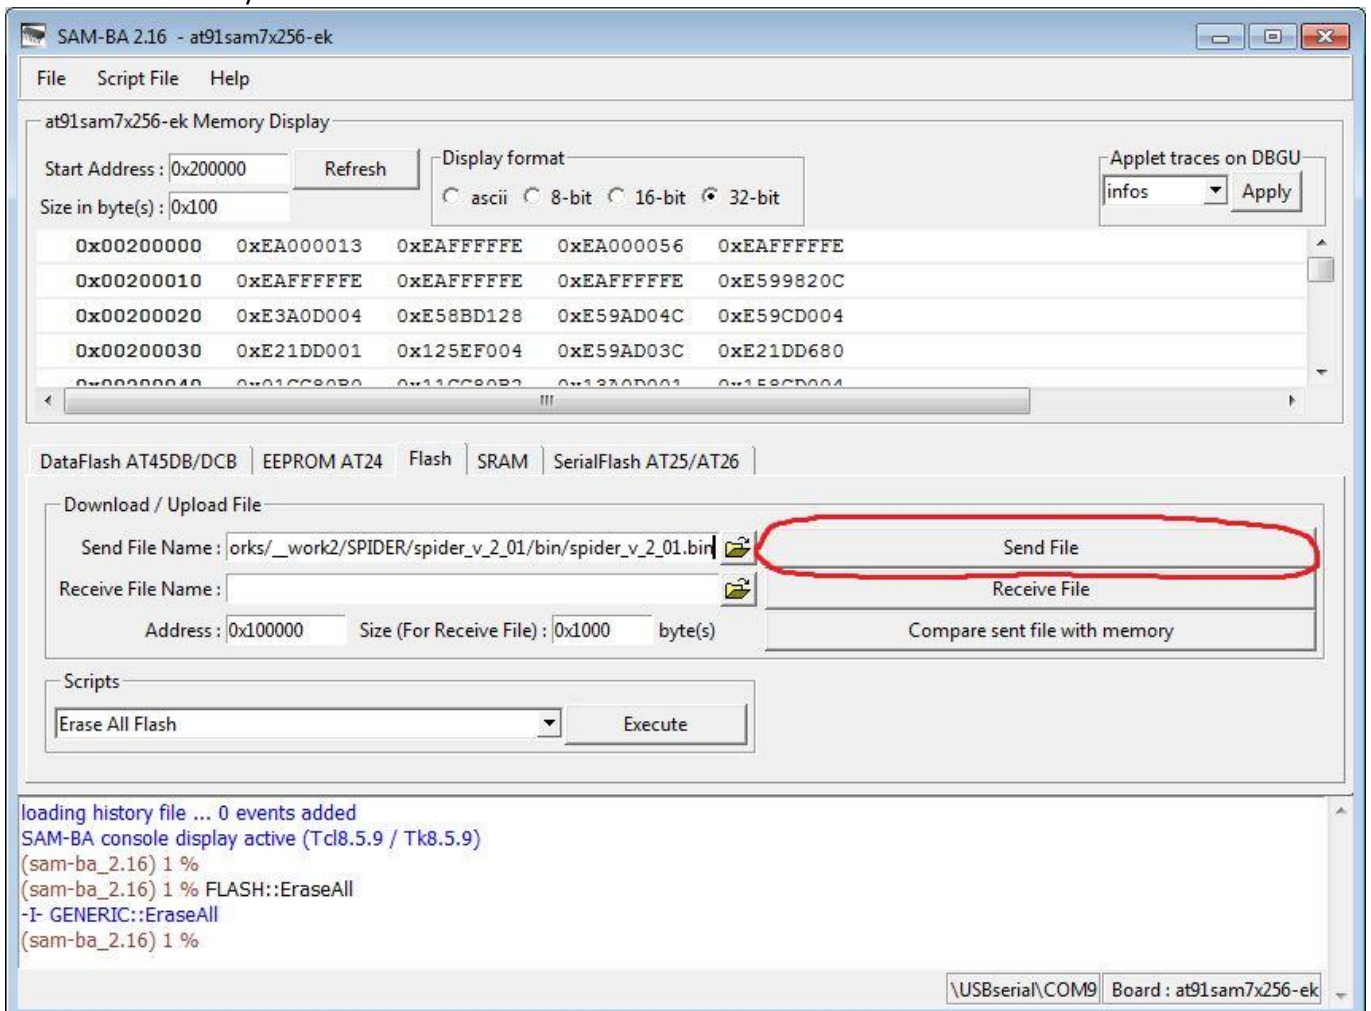 SAM-BA 2.16 - at91sam7x256-ek
File Script File Help
at91sam7x256-ek Memory Display
Start Address : 0x200000 Refresh
Size in byte(s) : 0x100
Display format
ascii 8-bit 16-bit 32-bit
Applet traces on DBGU
infos Apply
0x00200000 0xEA000013 0xEAFFFFFE 0xEA000056 0xEAFFFFFE
0x00200010 0xEAFFFFFE 0xEAFFFFFE 0xEAFFFFFE 0xE599820C
0x00200020 0xE3A0D004 0xE58BD128 0xE59AD04C 0xE59CD004
0x00200030 0xE21DD001 0x125EF004 0xE59AD03C 0xE21DD680
0x00200040 0x01CC80B0 0x11CC80B2 0x13A0D001 0x158CD004
DataFlash AT45DB/DCB EEPROM AT24 Flash SRAM SerialFlash AT25/AT26
Download / Upload File
Send File Name : orks/__work2/SPIDER/spider_v_2_01/bin/spider_v_2_01.bin Send File
Receive File Name : Receive File
Address : 0x100000 Size (For Receive File) : 0x1000 byte(s) Compare sent file with memory
Scripts
Erase All Flash Execute
loading history file ... 0 events added
SAM-BA console display active (Tcl8.5.9 / Tk8.5.9)
(sam-ba_2.16) 1 %
(sam-ba_2.16) 1 % FLASH::EraseAll
-I- GENERIC::EraseAll
(sam-ba_2.16) 1 %
\USBserial\COM9 Board : at91sam7x256-ek